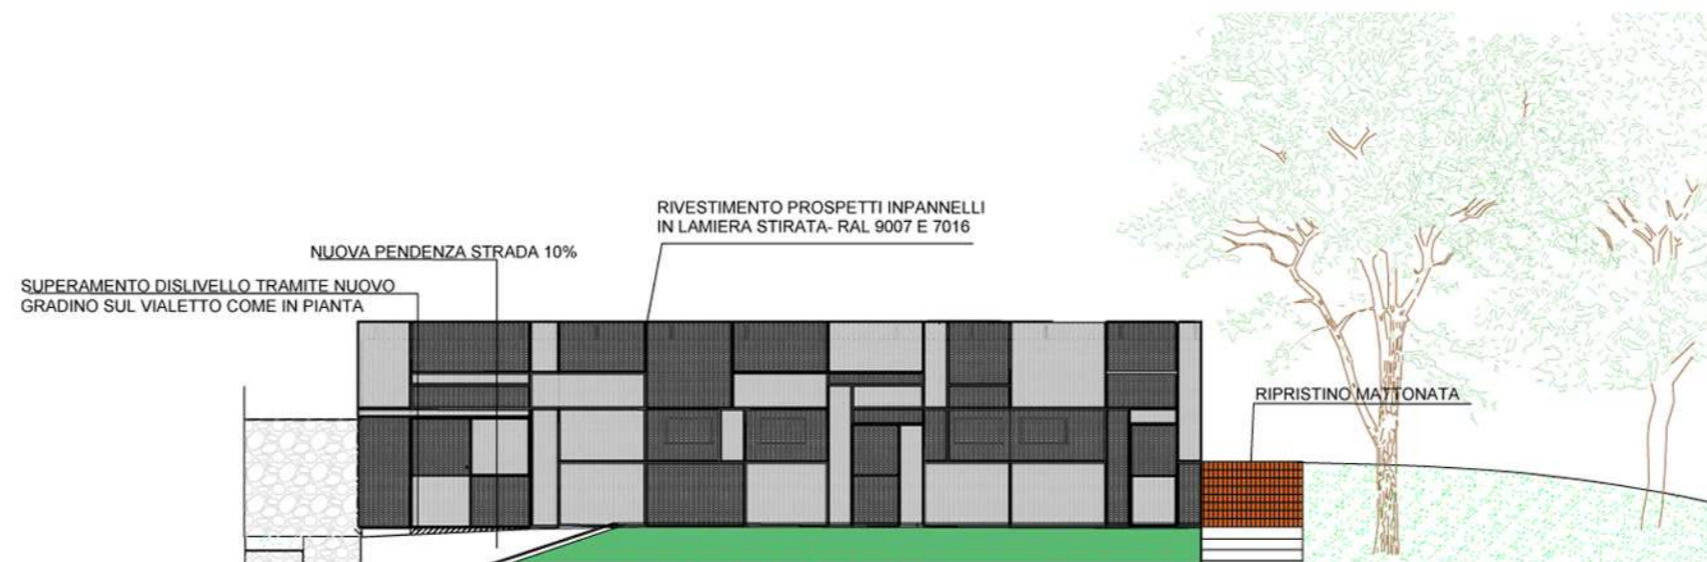 RIVESTIMENTO PROSPETTI INPANNELLI
IN LAMIERA STIRATA- RAL 9007 E 7016
NUOVA PENDENZA STRADA 10%
SUPERAMENTO DISLIVELLO TRAMITE NUOVO
GRADINO SUL VIALETTO COME IN PIANTA
RIPRISTINO MATTONATA